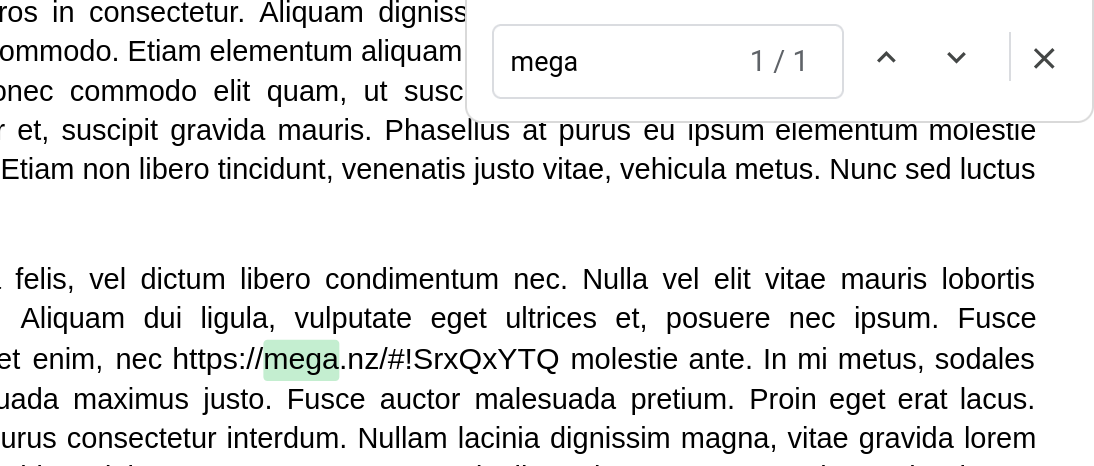 ros in consectetur. Aliquam digniss
ommodo. Etiam elementum aliquam
onec commodo elit quam, ut susc
mega 1 / 1
r et, suscipit gravida mauris. Phasellus at purus eu ipsum elementum molestie
Etiam non libero tincidunt, venenatis justo vitae, vehicula metus. Nunc sed luctus
felis, vel dictum libero condimentum nec. Nulla vel elit vitae mauris lobortis
Aliquam dui ligula, vulputate eget ultrices et, posuere nec ipsum. Fusce
et enim, nec https://mega.nz/#!SrxQxYTQ molestie ante. In mi metus, sodales
uada maximus justo. Fusce auctor malesuada pretium. Proin eget erat lacus.
urus consectetur interdum. Nullam lacinia dignissim magna, vitae gravida lorem